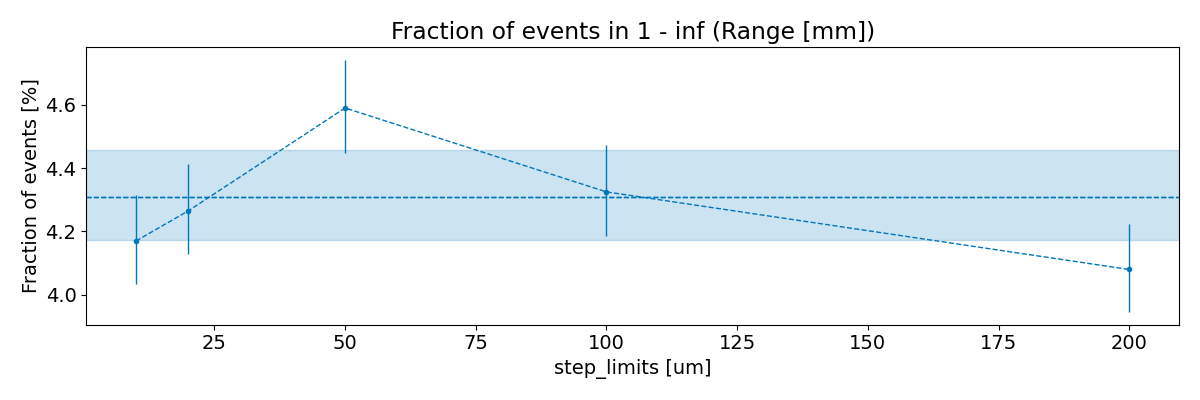 Fraction of events in 1 - inf (Range [mm])
Fraction of events [%]
4.6
4.4
4.2
4.0
25 50 75 100 125 150 175 200
step_limits [um]